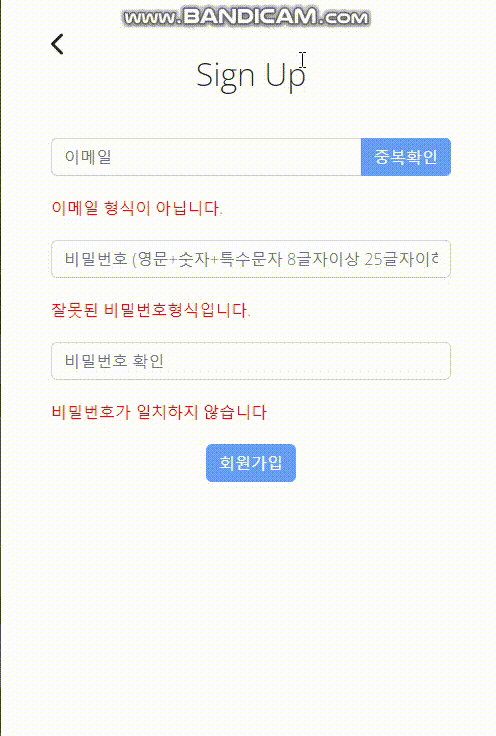 www.BANDICAM.com
Sign Up
이메일
중복확인
이메일 형식이 아닙니다.
비밀번호 (영문+숫자+특수문자 8글자이상 25글자이하
잘못된 비밀번호형식입니다.
비밀번호 확인
비밀번호가 일치하지 않습니다
회원가입